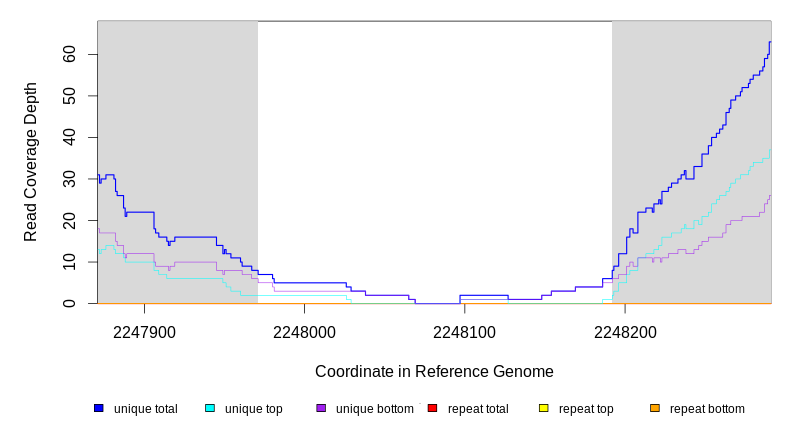 Read Coverage Depth
60
50
40
30
20
10
0
2247900 2248000 2248100 2248200
Coordinate in Reference Genome
unique total unique top unique bottom repeat total repeat top repeat bottom